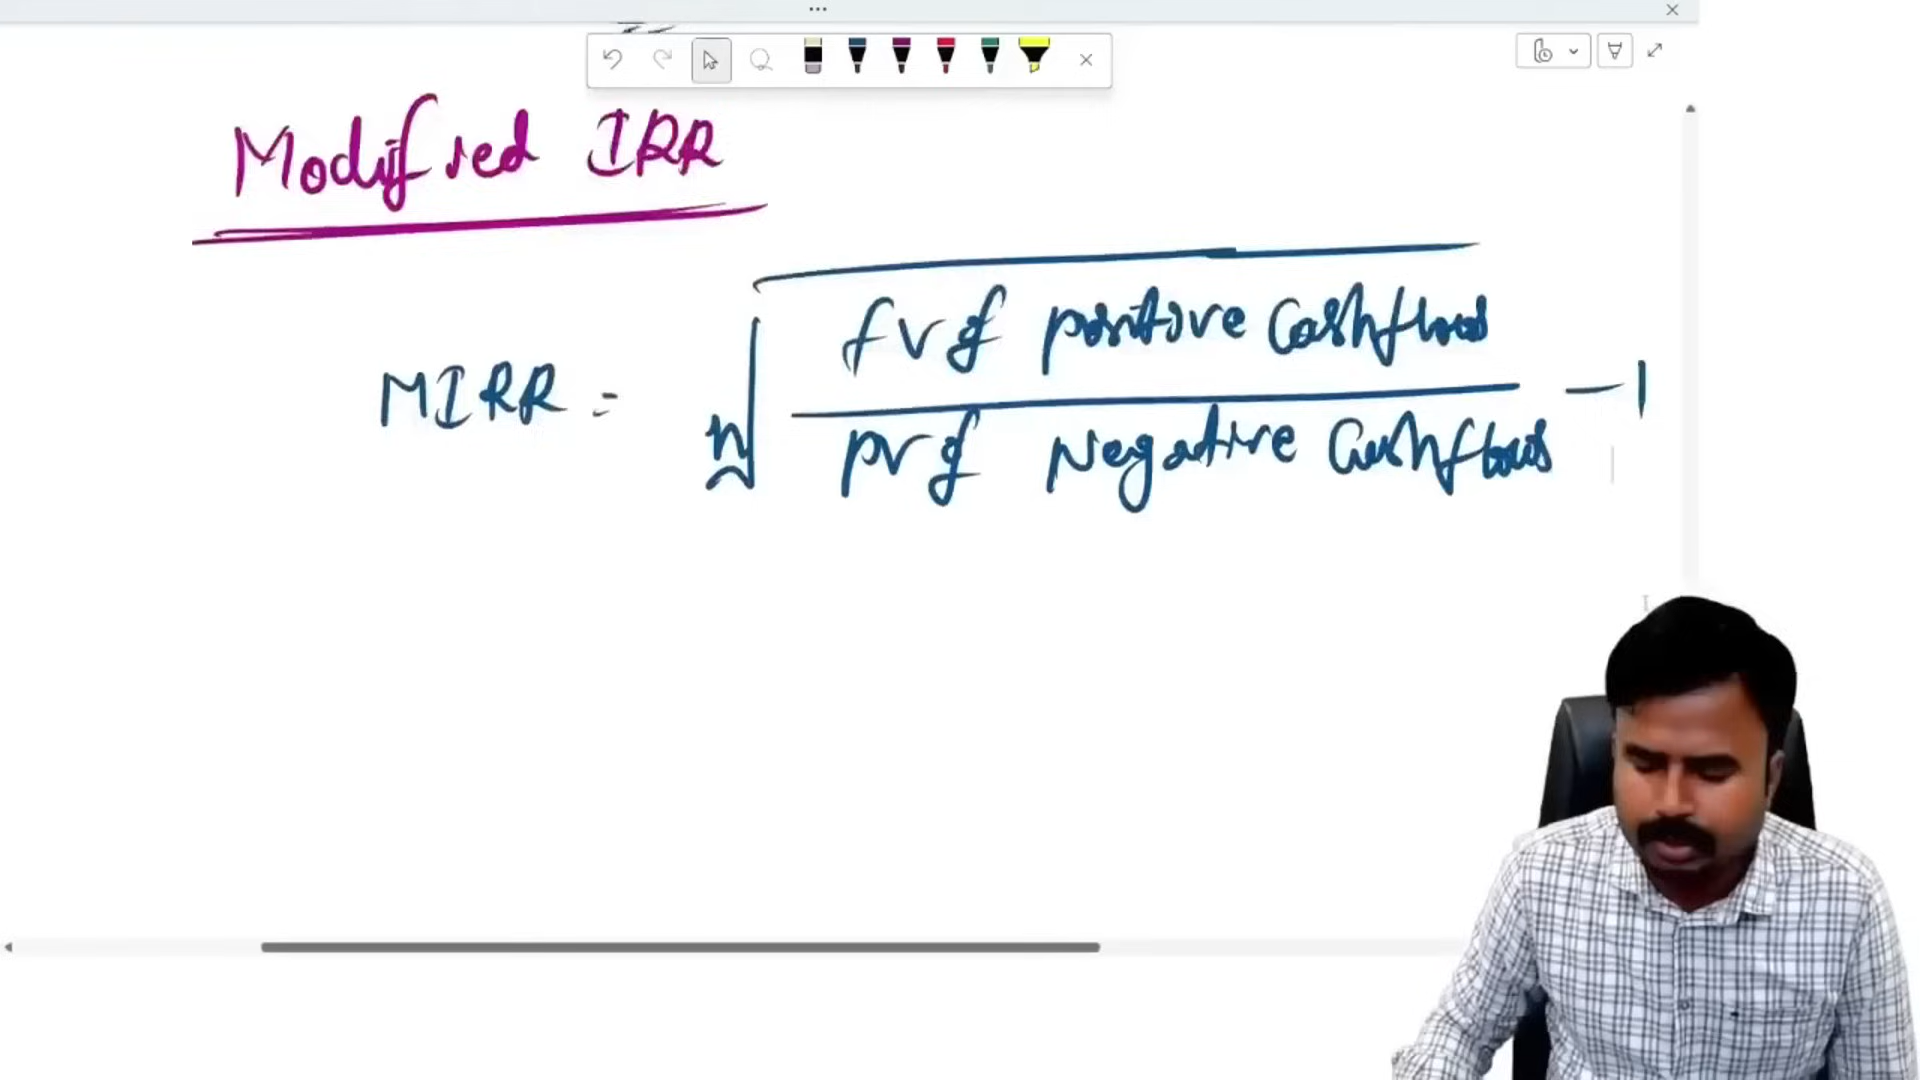 Modified IRR
fv of positive Cashflows
MIRR = n√ — 1
pv of Negative Cashflows